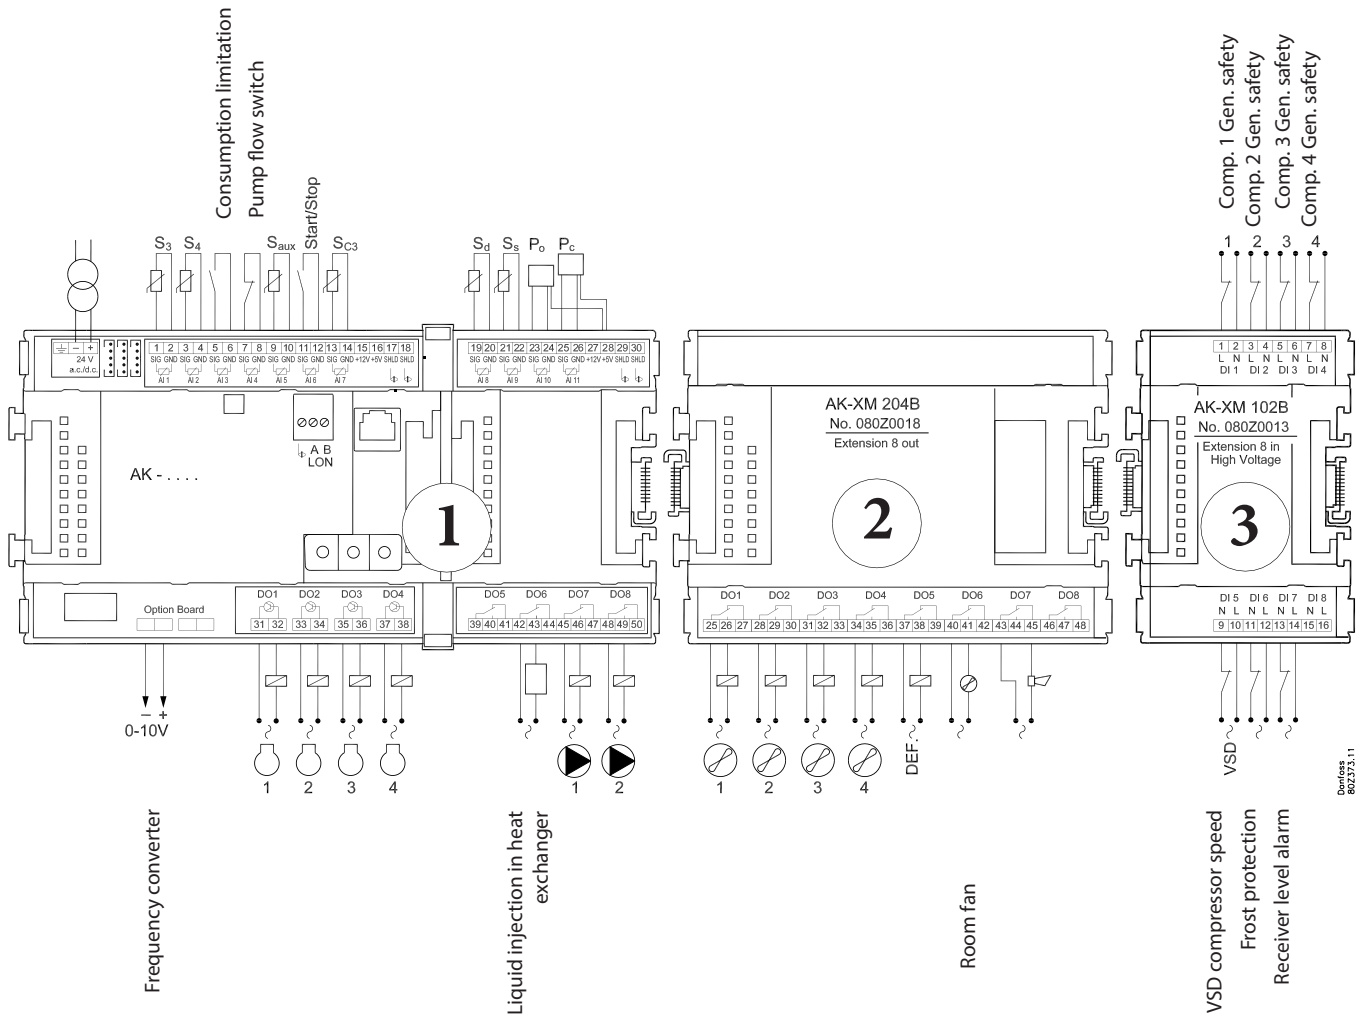 Consumption limitation
Pump flow switch
S3 S4 Saux Start/Stop SC3
Sd Ss Po Pc
Comp. 1 Gen. safety
Comp. 2 Gen. safety
Comp. 3 Gen. safety
Comp. 4 Gen. safety
1 2 3 4
− +
24 V
a.c./d.c.
1 2 3 4 5 6 7 8 9 10 11 12 13 14 15 16 17 18
SIG GND SIG GND SIG GND SIG GND SIG GND SIG GND SIG GND +12V +5V SHLD SHLD
AI 1 AI 2 AI 3 AI 4 AI 5 AI 6 AI 7
19 20 21 22 23 24 25 26 27 28 29 30
SIG GND SIG GND SIG GND SIG GND +12V +5V SHLD SHLD
AI 8 AI 9 AI 10 AI 11
1 2 3 4 5 6 7 8
L N L N L N L N
DI 1 DI 2 DI 3 DI 4
A B
LON
AK - . . . .
1
AK-XM 204B
No. 080Z0018
Extension 8 out
2
AK-XM 102B
No. 080Z0013
Extension 8 in
High Voltage
3
Option Board
DO1 DO2 DO3 DO4
31 32 33 34 35 36 37 38
DO5 DO6 DO7 DO8
39 40 41 42 43 44 45 46 47 48 49 50
DO1 DO2 DO3 DO4 DO5 DO6 DO7 DO8
25 26 27 28 29 30 31 32 33 34 35 36 37 38 39 40 41 42 43 44 45 46 47 48
DI 5 DI 6 DI 7 DI 8
N L N L N L N L
9 10 11 12 13 14 15 16
− +
0-10V
~ ~ ~ ~
1 2 3 4
~ ~ ~
1 2
~ ~ ~ ~ ~ ~ ~
1 2 3 4
DEF.
~ ~ ~
VSD
Frequency converter
Liquid injection in heat
exchanger
Room fan
VSD compressor speed
Frost protection
Receiver level alarm
Danfoss
80Z373.11